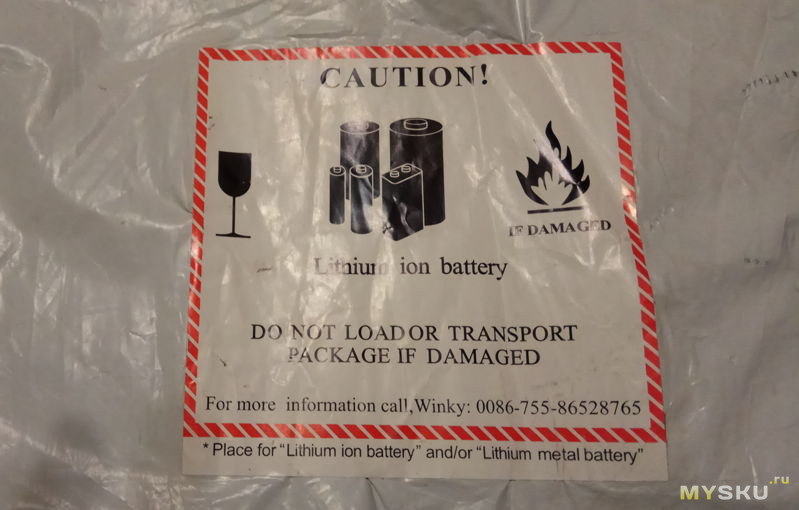 CAUTION!
IF DAMAGED
Lithium ion battery
DO NOT LOAD OR TRANSPORT
PACKAGE IF DAMAGED
For more information call,Winky: 0086-755-86528765
* Place for “Lithium ion battery” and/or “Lithium metal battery”
MYSKU.ru